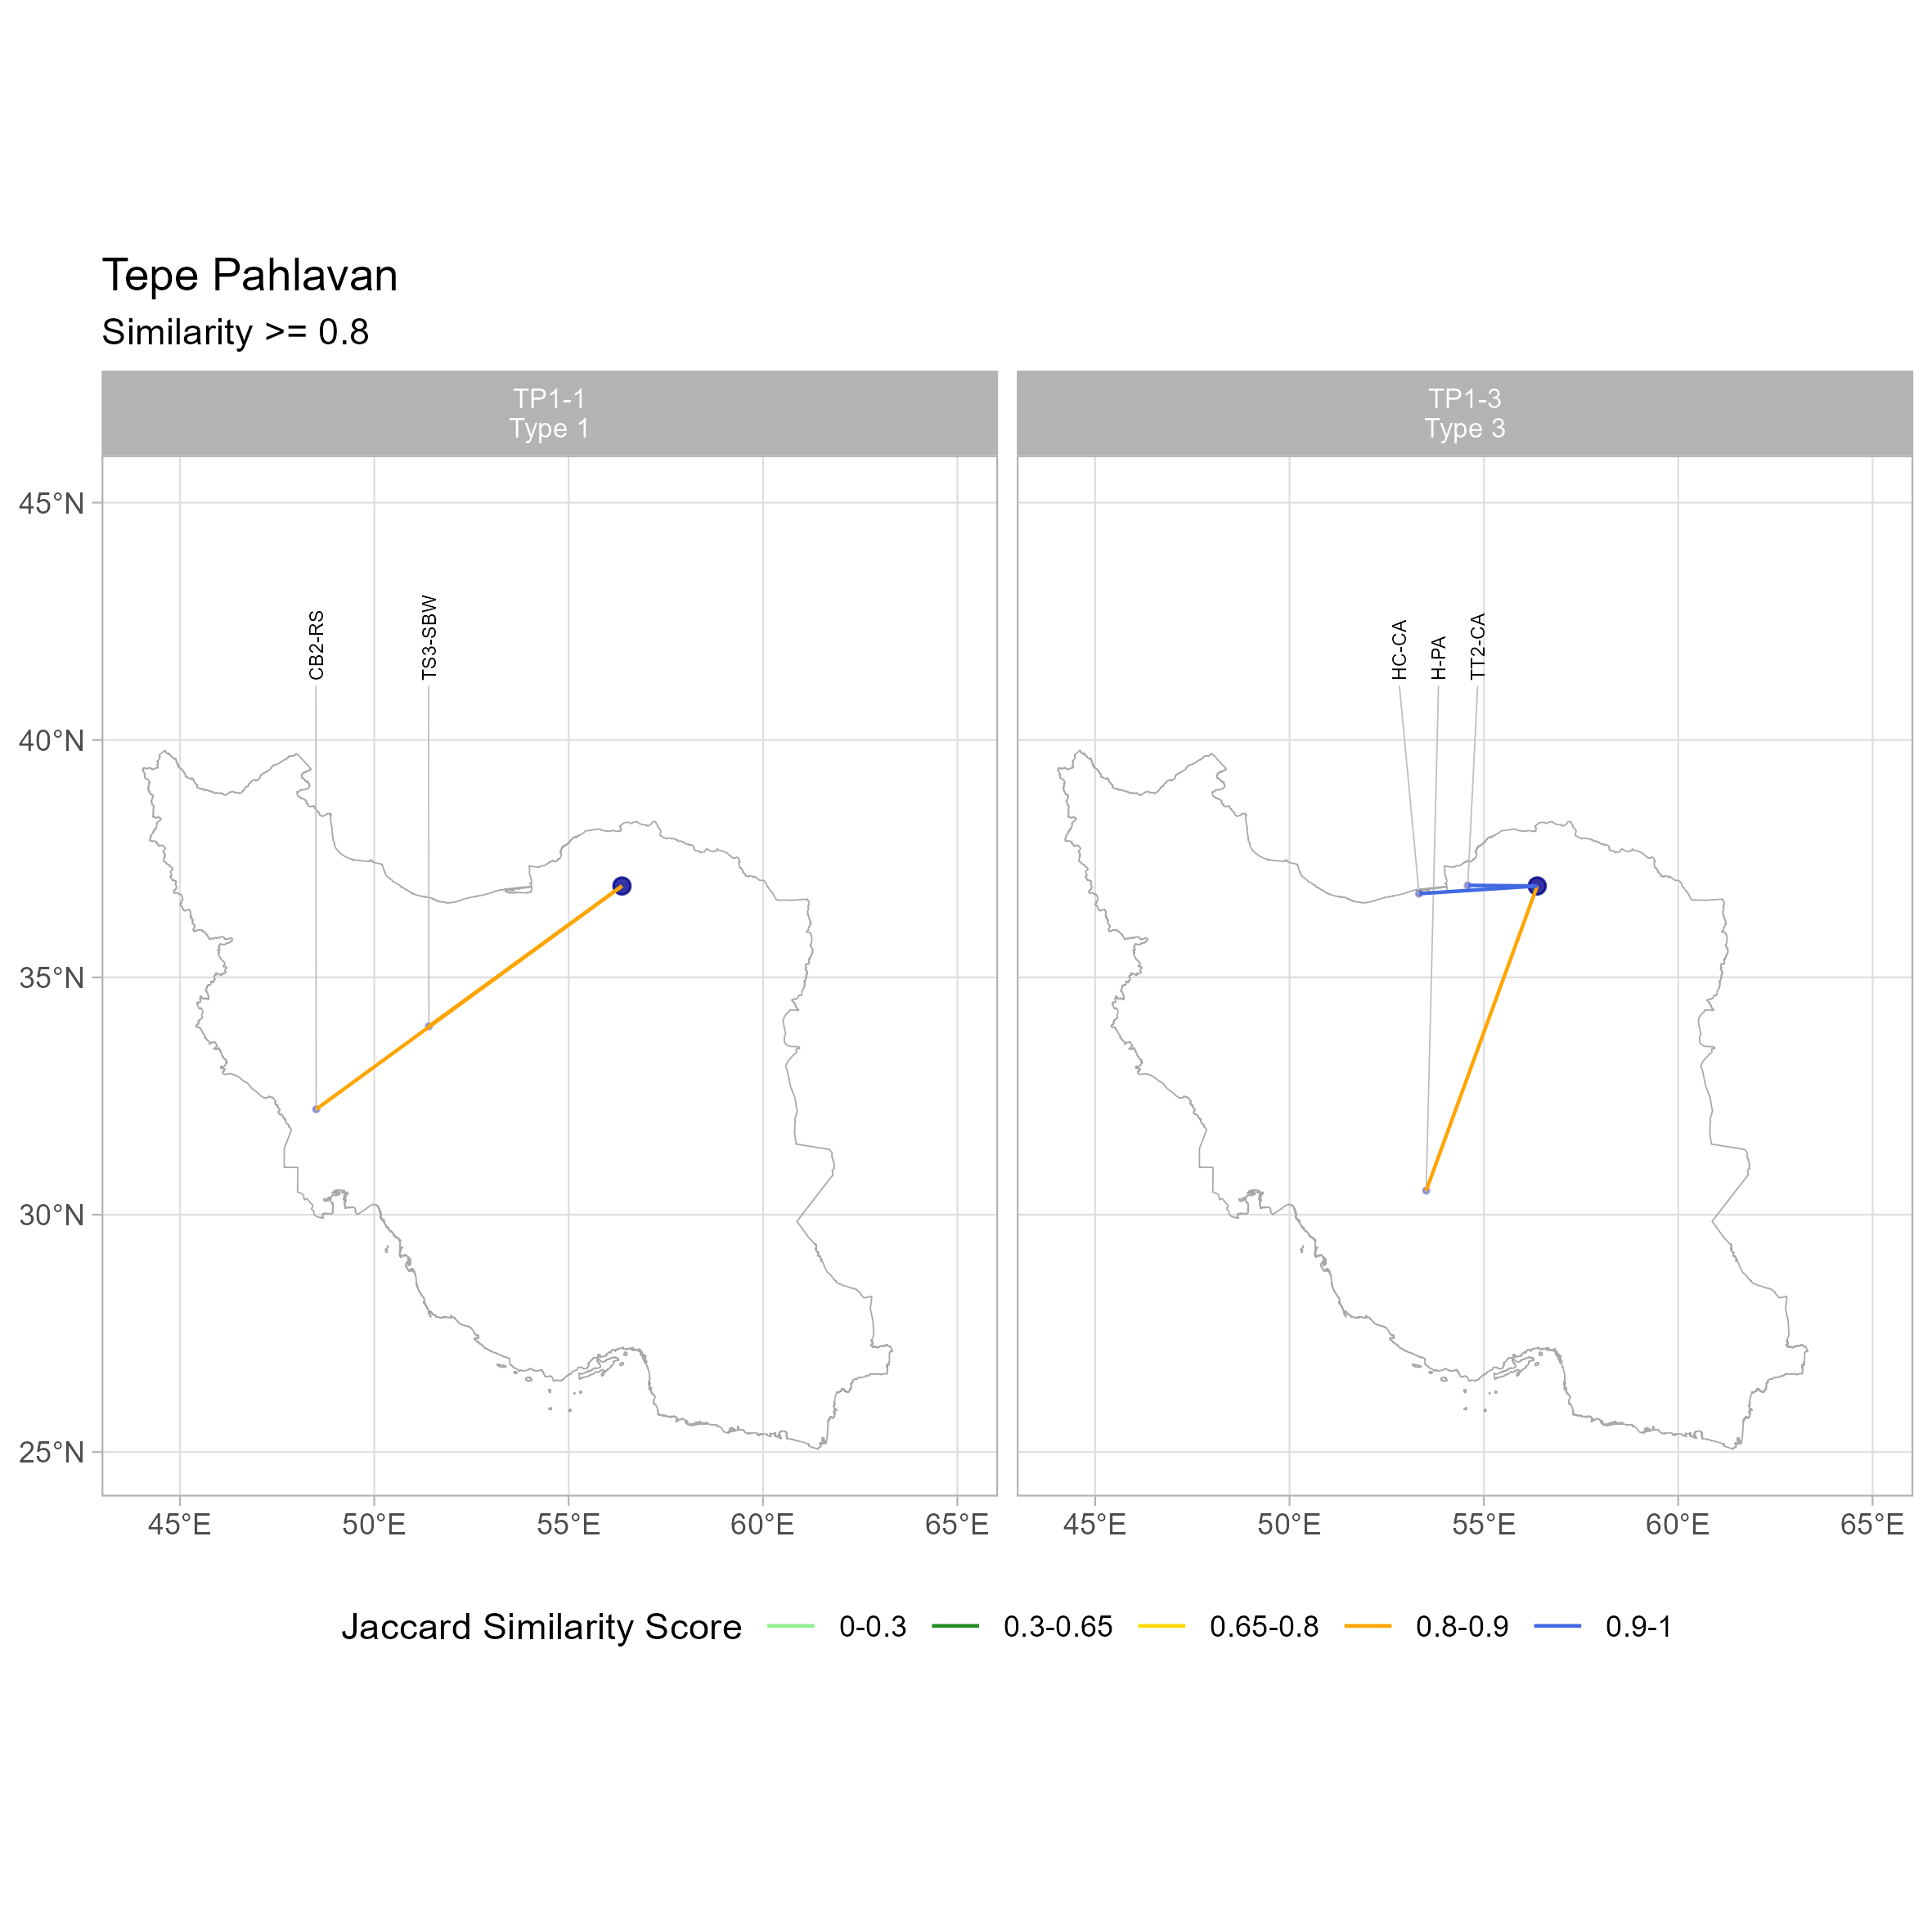 Tepe Pahlavan
Similarity >= 0.8
TP1-1
Type 1
TP1-3
Type 3
45°N
40°N
35°N
30°N
25°N
CB2-RS
TS3-SBW
HC-CA
H-PA
TT2-CA
45°E 50°E 55°E 60°E 65°E
45°E 50°E 55°E 60°E 65°E
Jaccard Similarity Score 0-0.3 0.3-0.65 0.65-0.8 0.8-0.9 0.9-1